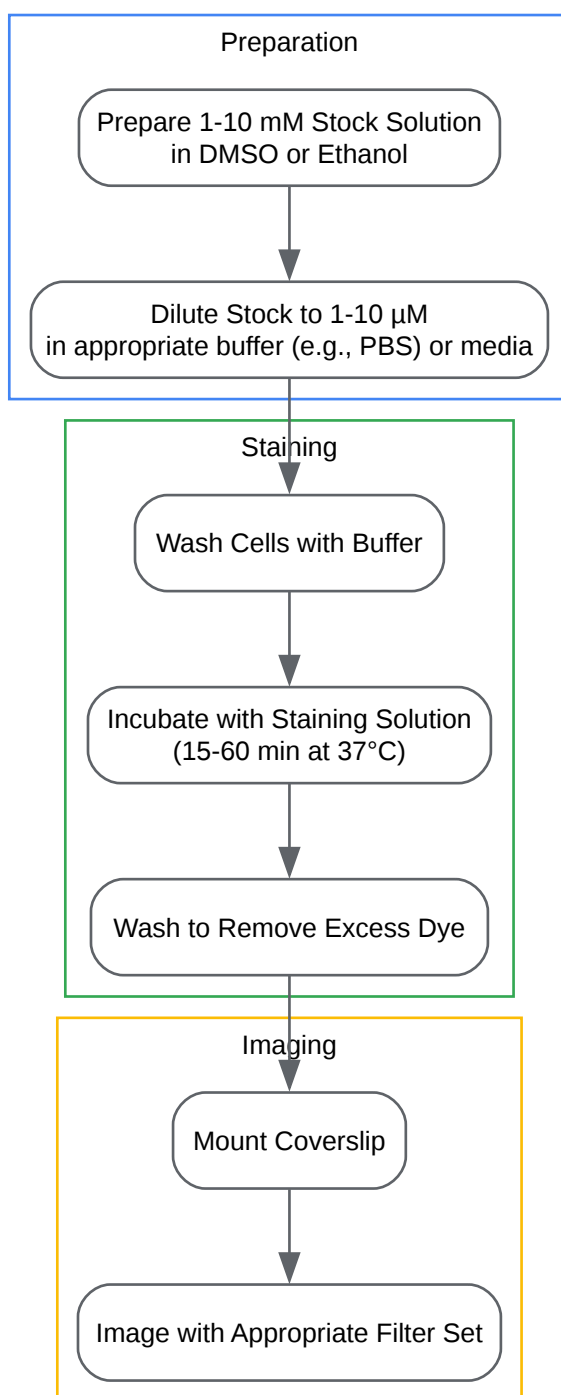 Preparation
Prepare 1-10 mM Stock Solution
in DMSO or Ethanol
Dilute Stock to 1-10 µM
in appropriate buffer (e.g., PBS) or media
Staining
Wash Cells with Buffer
Incubate with Staining Solution
(15-60 min at 37°C)
Wash to Remove Excess Dye
Imaging
Mount Coverslip
Image with Appropriate Filter Set